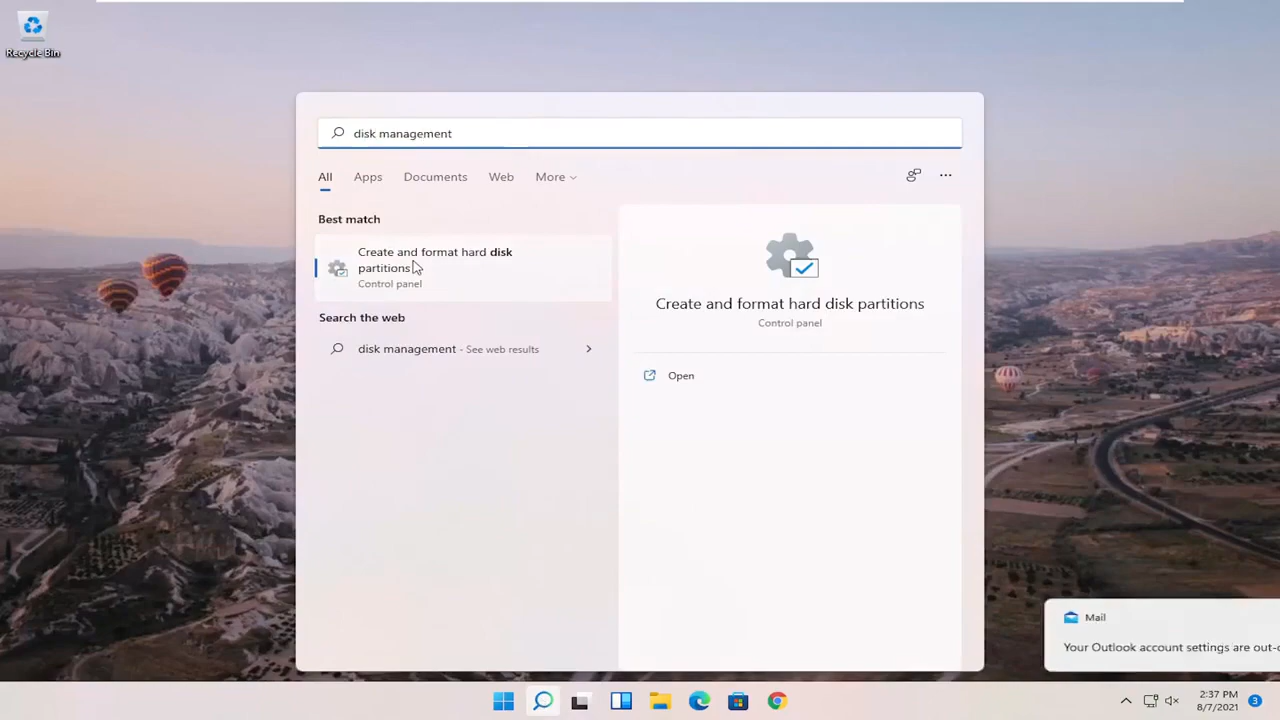 Recycle Bin
disk management
All Apps Documents Web More
Best match
Create and format hard disk
partitions
Control panel
Search the web
disk management - See web results
Create and format hard disk partitions
Control panel
Open
Mail
Your Outlook account settings are out-
2:37 PM
8/7/2021
3